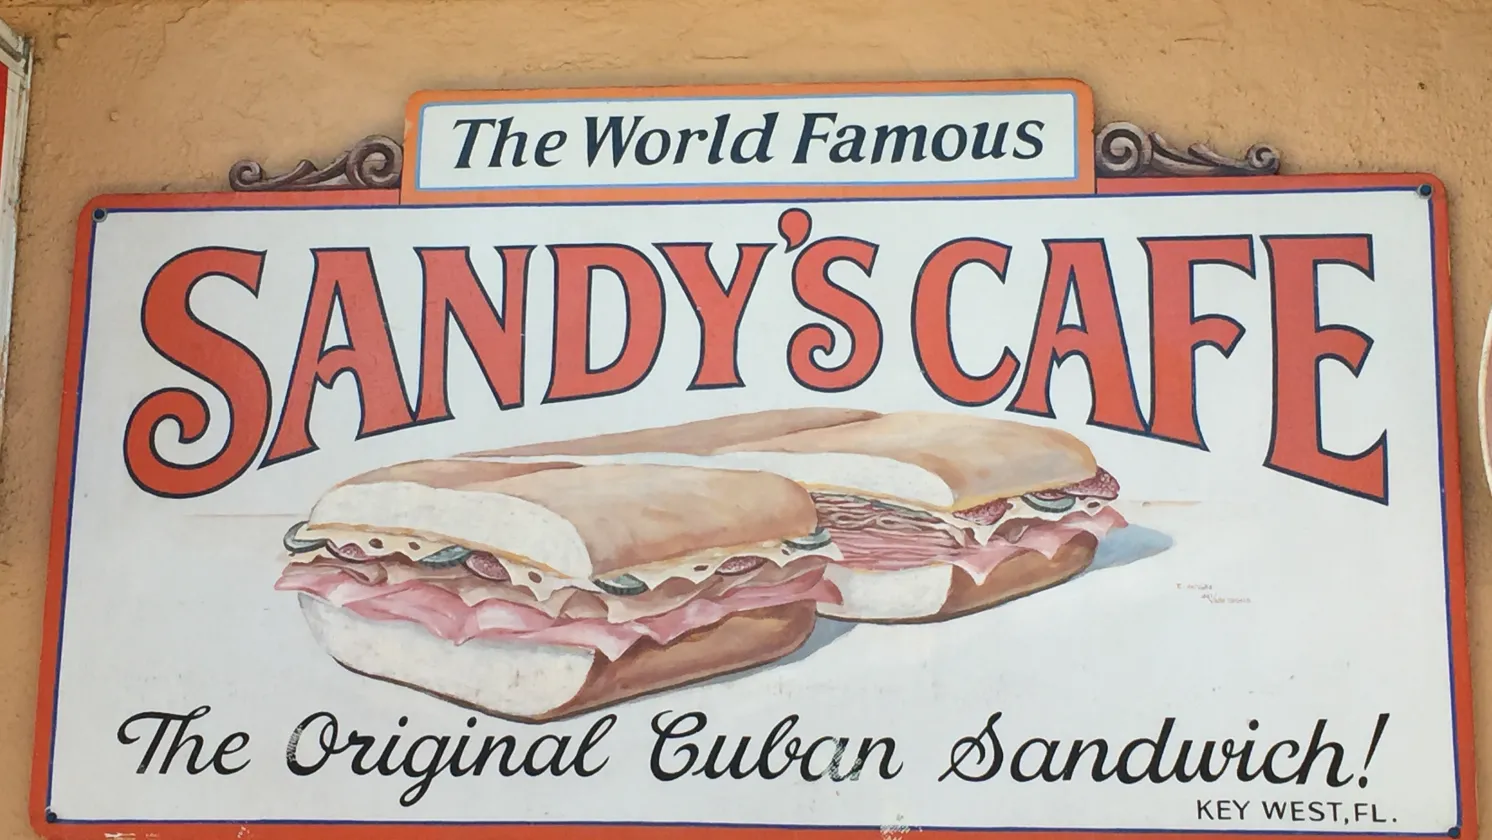 The World Famous
SANDY'S CAFE
The Original Cuban Sandwich!
KEY WEST, FL.